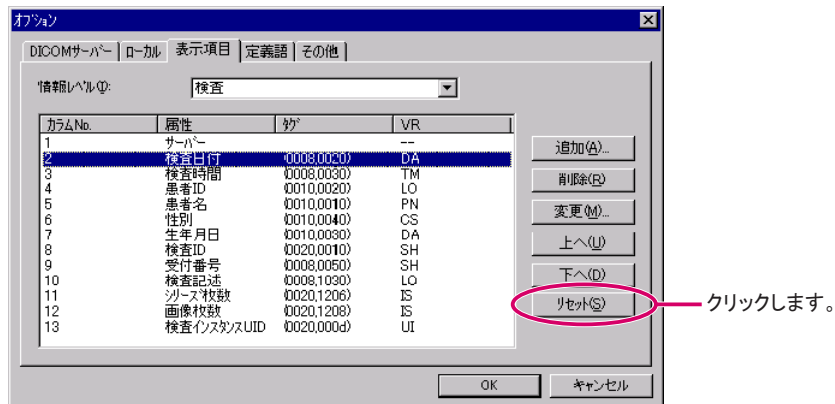 オプション
DICOMサーバー ローカル 表示項目 定義語 その他
情報レベル(I): 検査
カラムNo. 属性 タグ VR
1 サーバー --
2 検査日付 (0008,0020) DA
3 検査時間 (0008,0030) TM
4 患者ID (0010,0020) LO
5 患者名 (0010,0010) PN
6 性別 (0010,0040) CS
7 生年月日 (0010,0030) DA
8 検査ID (0020,0010) SH
9 受付番号 (0008,0050) SH
10 検査記述 (0008,1030) LO
11 シリーズ枚数 (0020,1206) IS
12 画像枚数 (0020,1208) IS
13 検査インスタンスUID (0020,000d) UI
追加(A)...
削除(R)
変更(M)...
上へ(U)
下へ(D)
リセット(S) クリックします。
OK キャンセル